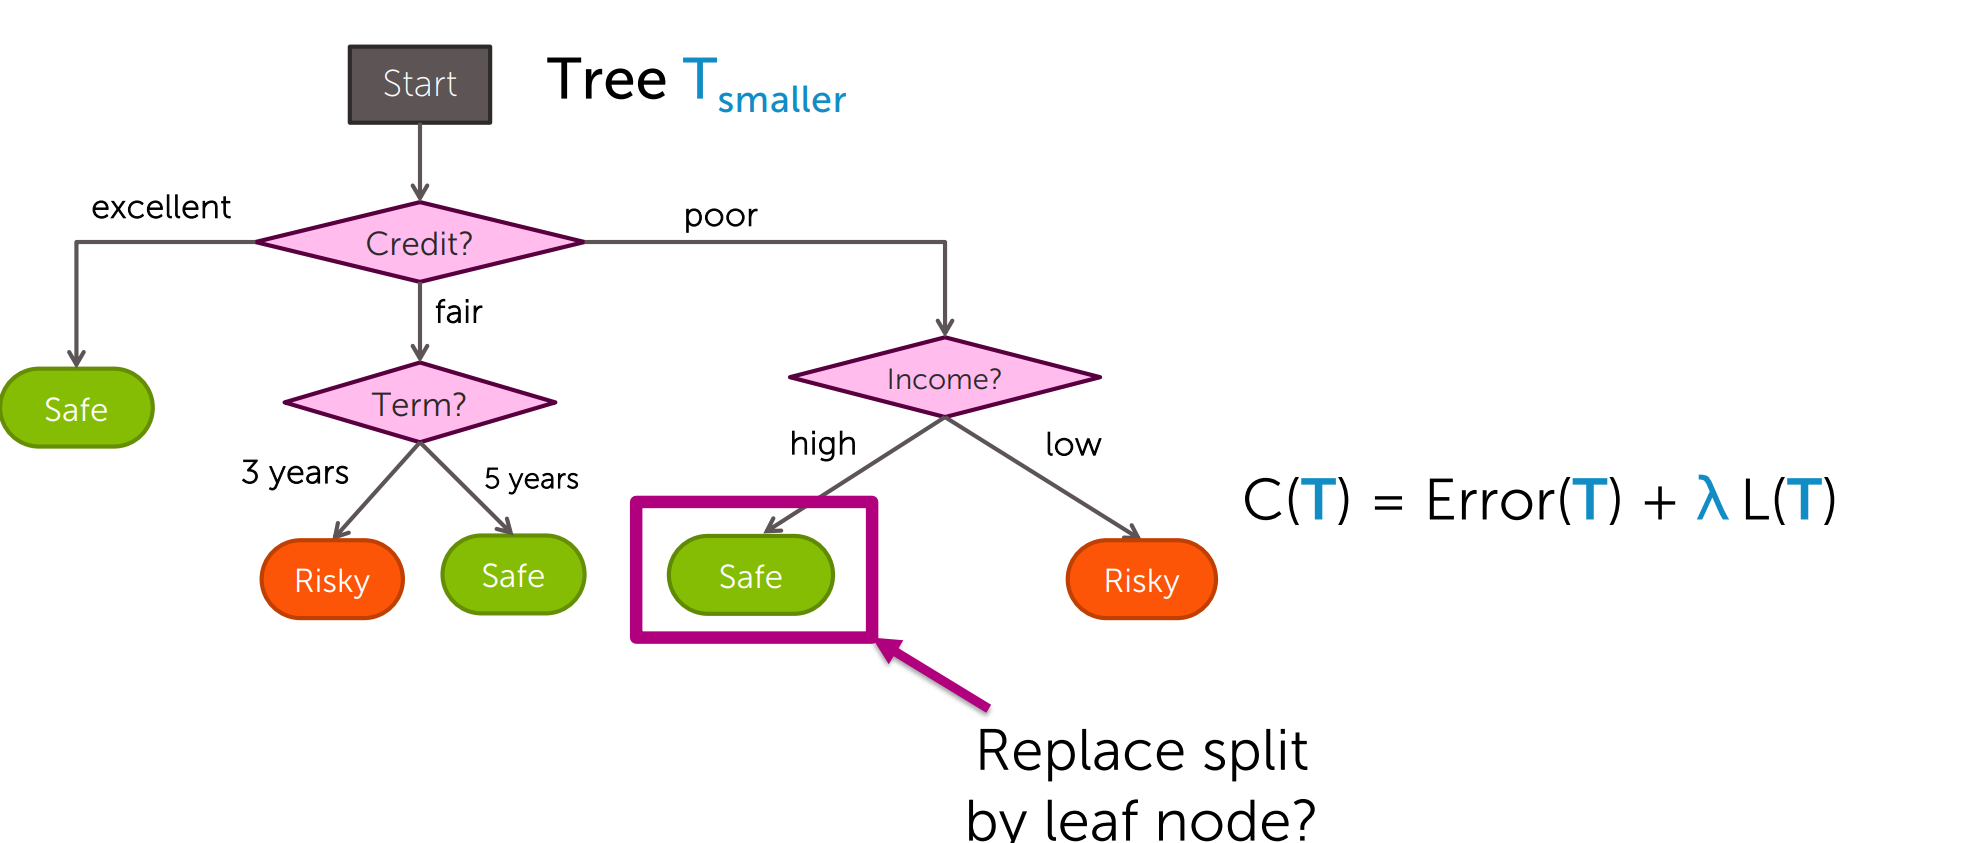 Start
Tree Tsmaller
excellent
poor
Credit?
fair
Income?
Safe
Term?
high
low
3 years
5 years
C(T) = Error(T) + λ L(T)
Risky
Safe
Safe
Risky
Replace split
by leaf node?